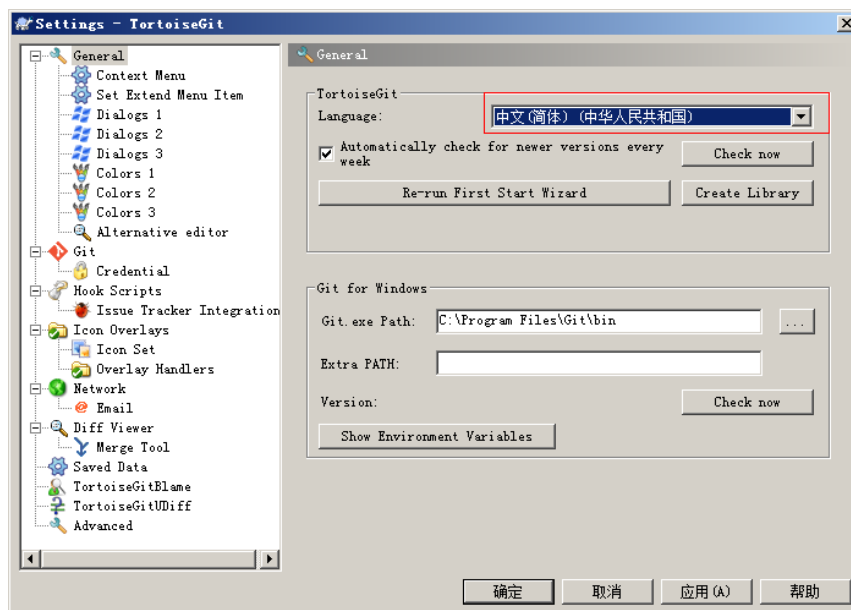 Settings - TortoiseGit
General
Context Menu
Set Extend Menu Item
Dialogs 1
Dialogs 2
Dialogs 3
Colors 1
Colors 2
Colors 3
Alternative editor
Git
Credential
Hook Scripts
Issue Tracker Integration
Icon Overlays
Icon Set
Overlay Handlers
Network
Email
Diff Viewer
Merge Tool
Saved Data
TortoiseGitBlame
TortoiseGitUDiff
Advanced
General
TortoiseGit
Language:
中文(简体) (中华人民共和国)
Automatically check for newer versions every
week
Check now
Re-run First Start Wizard
Create Library
Git for Windows
Git.exe Path:
C:\Program Files\Git\bin
...
Extra PATH:
Version:
Check now
Show Environment Variables
确定
取消
应用(A)
帮助